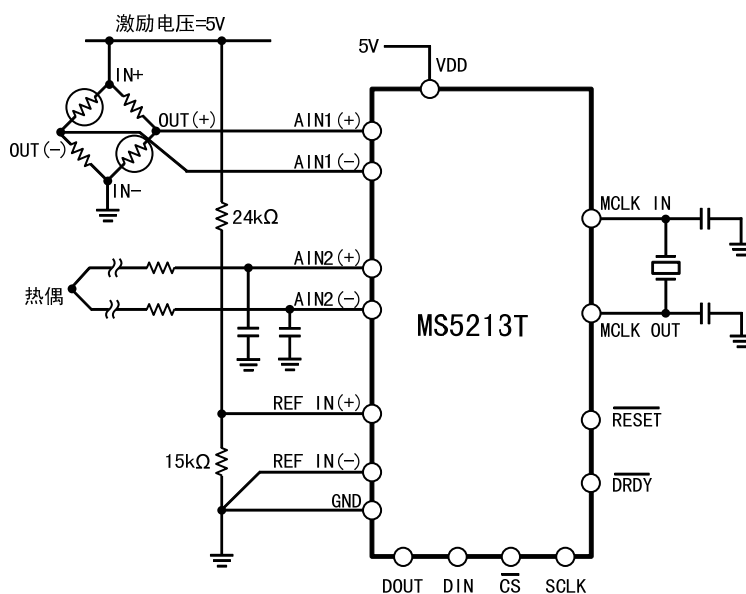 激励电压=5V
5V
VDD
IN+
OUT(+)
AIN1(+)
OUT(-)
AIN1(-)
IN-
24kΩ
MCLK IN
AIN2(+)
热偶
AIN2(-)
MS5213T
MCLK OUT
REF IN(+)
RESET
15kΩ
REF IN(-)
DRDY
GND
DOUT
DIN
CS
SCLK